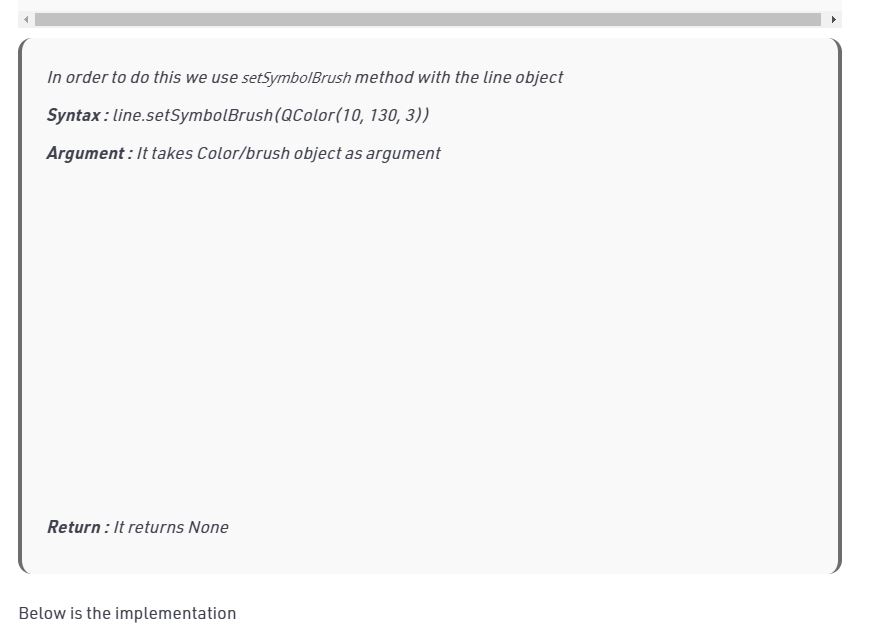 In order to do this we use setSymbolBrush method with the line object
Syntax : line.setSymbolBrush(QColor(10, 130, 3))
Argument : It takes Color/brush object as argument
Return : It returns None
Below is the implementation